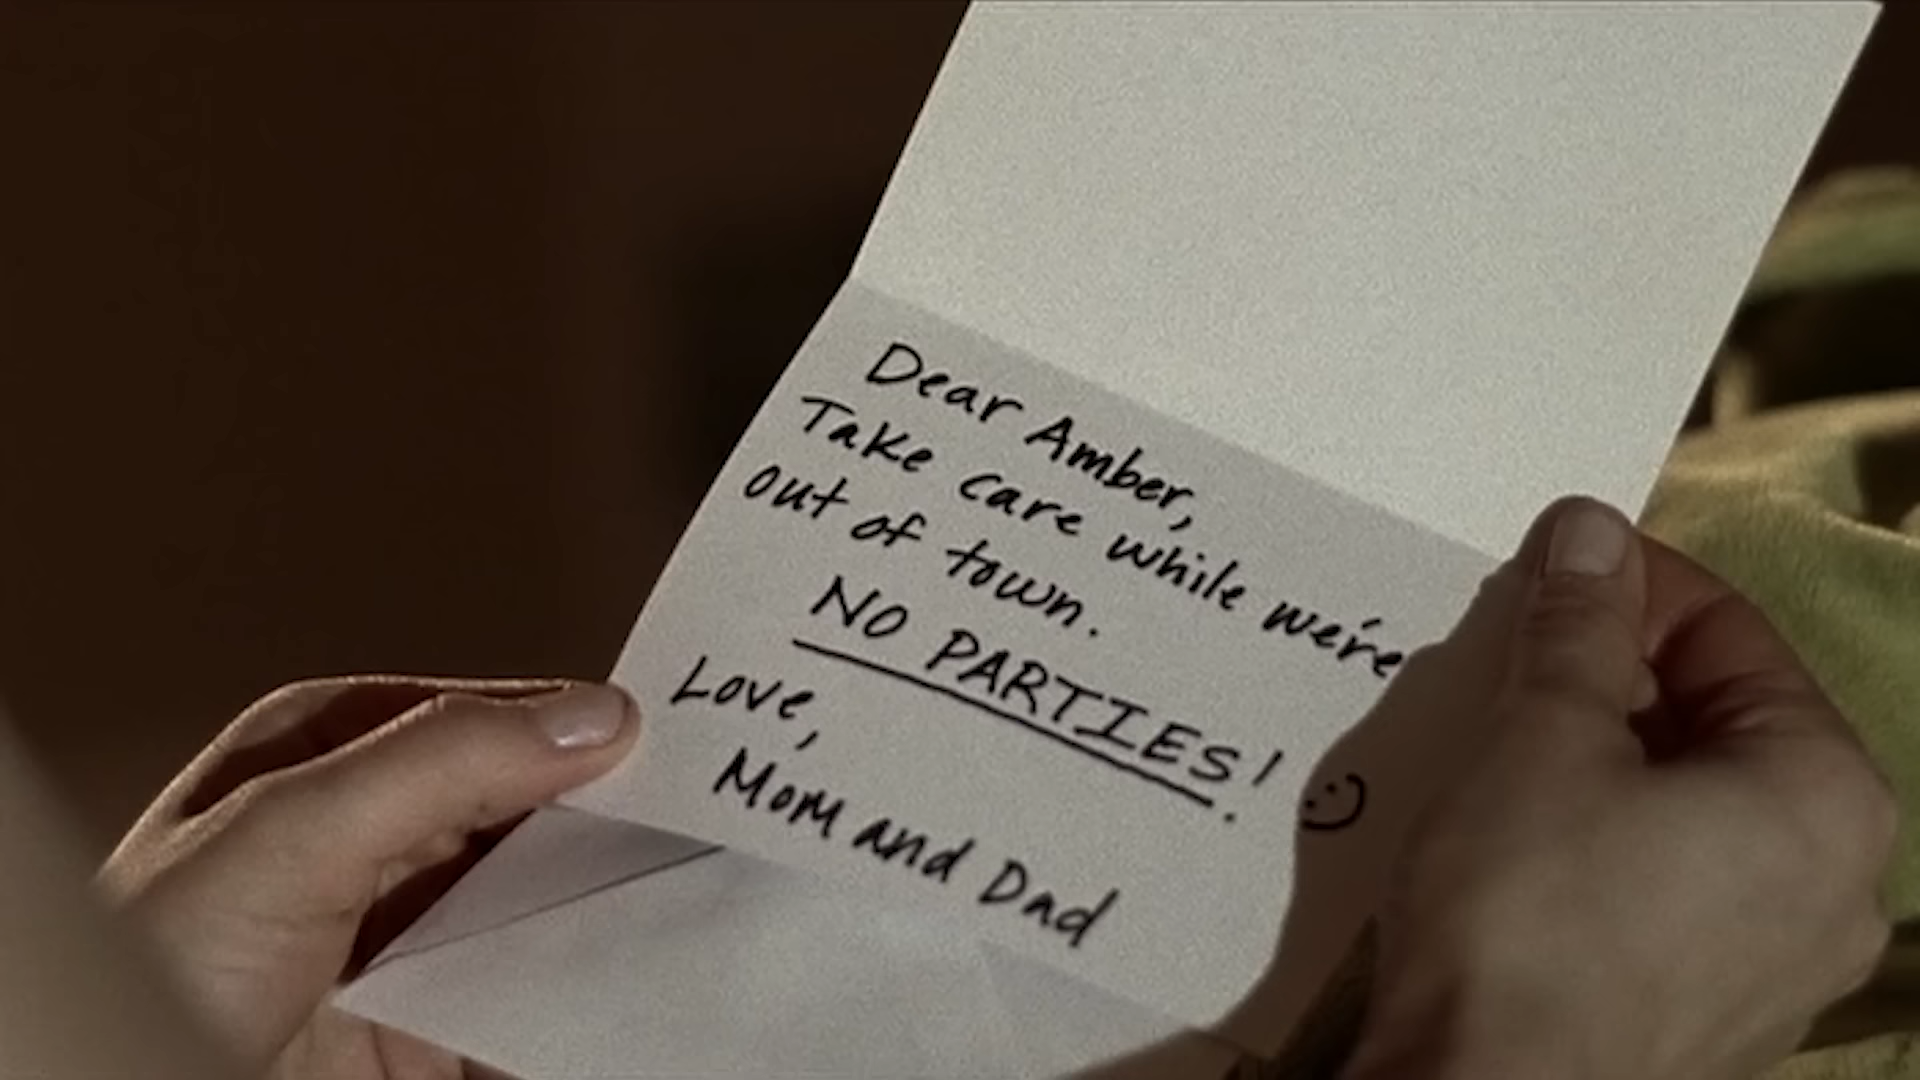 Dear Amber,
Take care while we're
out of town.
NO PARTIES! :)
Love,
Mom and Dad